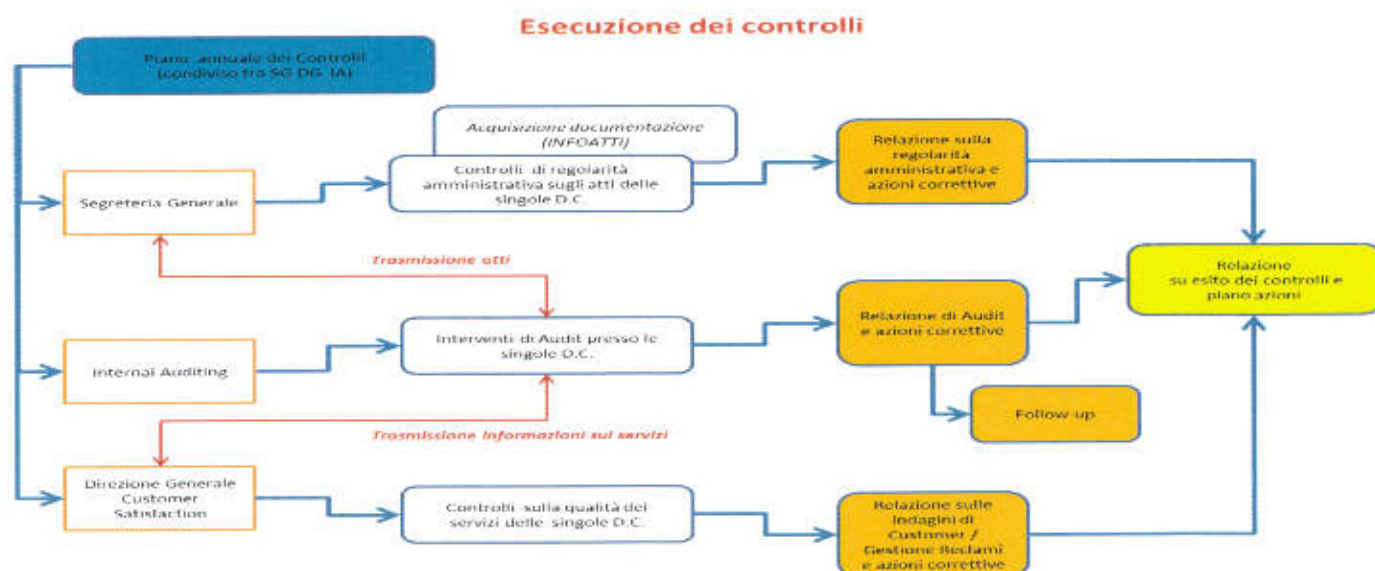 Esecuzione dei controlli
Piano annuale dei Controlli
(condiviso tra SG DG IA)
Acquisizione documentazione
(INFOATTI)
Controlli di regolarità
amministrativa sugli atti delle
singole D.C.
Relazione sulla
regolarità
amministrativa e
azioni correttive
Segreteria Generale
Trasmissione atti
Relazione
su esito dei controlli e
piano azioni
Interventi di Audit presso le
singole D.C.
Relazione di Audit
e azioni correttive
Internal Auditing
Follow-up
Trasmissione informazioni sui servizi
Direzione Generale
Customer
Satisfaction
Controlli sulla qualità dei
servizi delle singole D.C.
Relazione sulle
indagini di
Customer /
Gestione Reclami
e azioni correttive